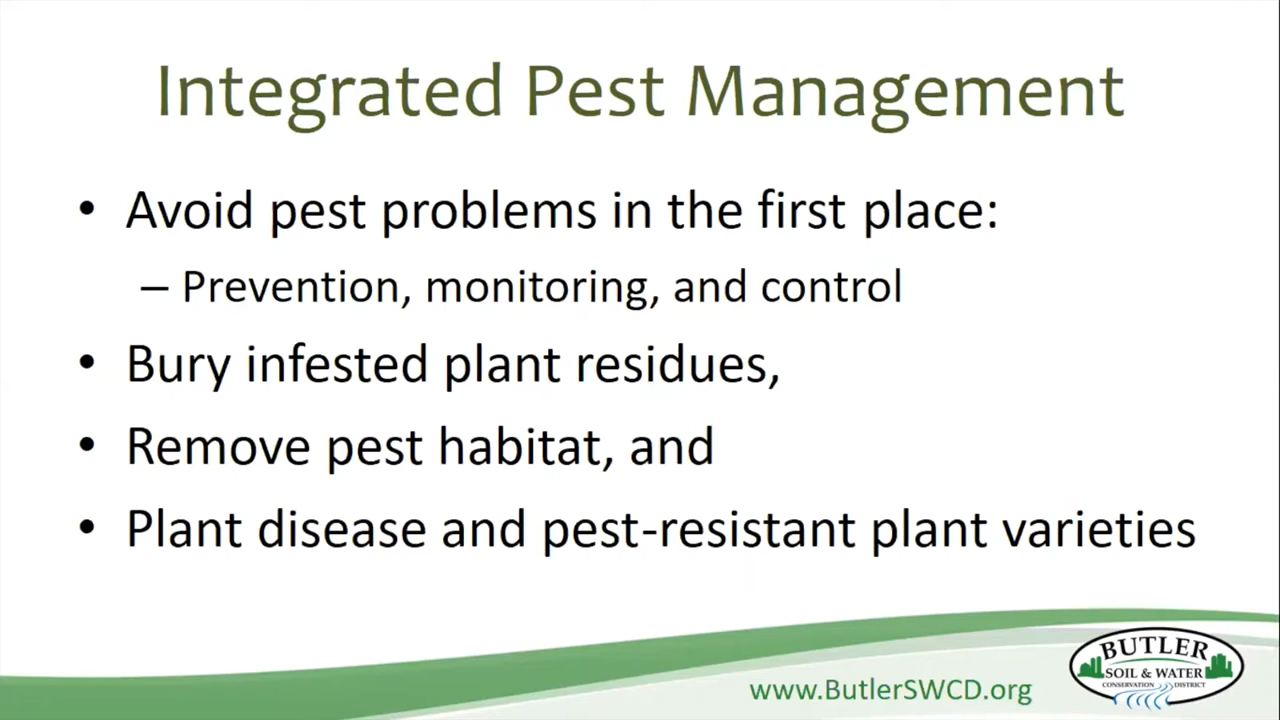 Integrated Pest Management
• Avoid pest problems in the first place:
– Prevention, monitoring, and control
• Bury infested plant residues,
• Remove pest habitat, and
• Plant disease and pest-resistant plant varieties
www.ButlerSWCD.org
BUTLER
SOIL & WATER
CONSERVATION DISTRICT